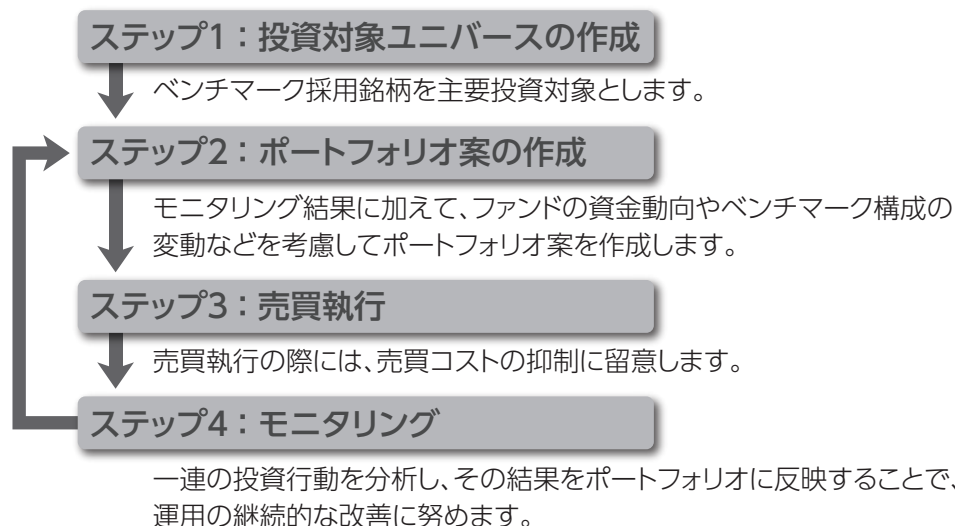 ステップ1：投資対象ユニバースの作成
ベンチマーク採用銘柄を主要投資対象とします。
ステップ2：ポートフォリオ案の作成
モニタリング結果に加えて、ファンドの資金動向やベンチマーク構成の
変動などを考慮してポートフォリオ案を作成します。
ステップ3：売買執行
売買執行の際には、売買コストの抑制に留意します。
ステップ4：モニタリング
一連の投資行動を分析し、その結果をポートフォリオに反映することで、
運用の継続的な改善に努めます。